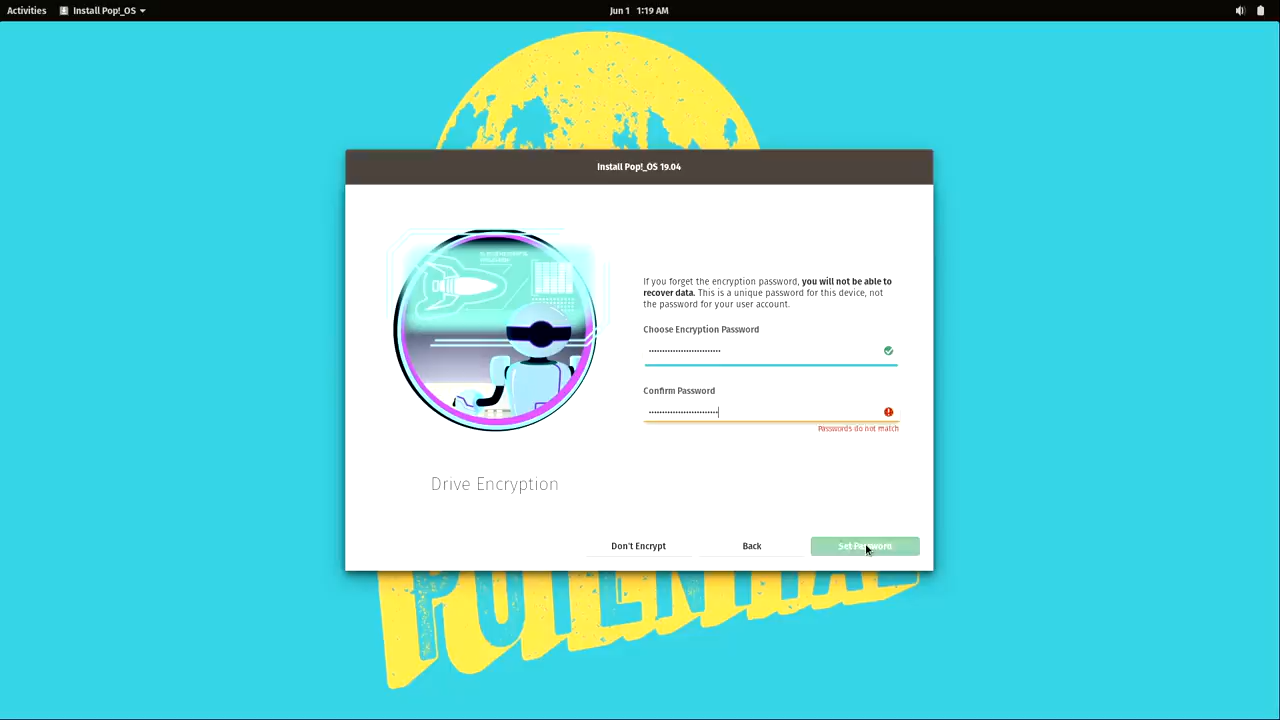 Activities Install Pop!_OS Jun 1 1:19 AM
Install Pop!_OS 19.04
If you forget the encryption password, you will not be able to
recover data. This is a unique password for this device, not
the password for your user account.
Choose Encryption Password
Confirm Password
Passwords do not match
Drive Encryption
Don't Encrypt Back Set Password
POTENTIAL